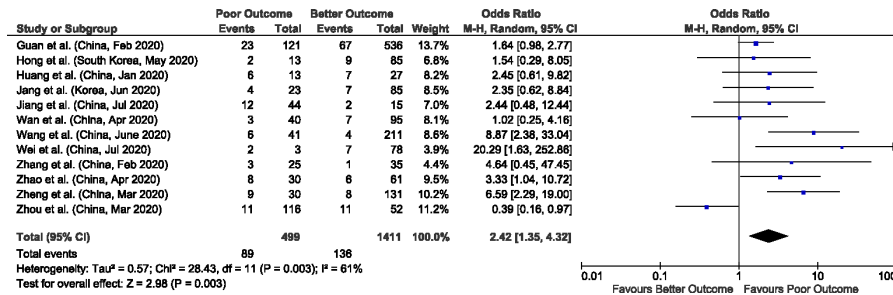 Poor Outcome Better Outcome Odds Ratio Odds Ratio
Study or Subgroup Events Total Events Total Weight M-H, Random, 95% CI M-H, Random, 95% CI
Guan et al. (China, Feb 2020) 23 121 67 536 13.7% 1.64 [0.98, 2.77]
Hong et al. (South Korea, May 2020) 2 13 9 85 6.6% 1.54 [0.29, 8.05]
Huang et al. (China, Jan 2020) 6 13 7 27 8.1% 2.45 [0.61, 9.82]
Jang et al. (Korea, Jun 2020) 4 23 7 85 8.4% 2.35 [0.62, 8.84]
Jiang et al. (China, Jul 2020) 12 44 2 15 7.0% 2.44 [0.48, 12.44]
Wan et al. (China, Apr 2020) 3 40 7 95 8.0% 1.02 [0.25, 4.16]
Wang et al. (China, June 2020) 6 41 4 211 8.6% 8.87 [2.38, 33.04]
Wei et al. (China, Jul 2020) 2 3 7 78 3.9% 20.29 [1.63, 252.86]
Zhang et al. (China, Feb 2020) 3 25 1 35 4.5% 4.64 [0.45, 47.45]
Zhao et al. (China, Apr 2020) 8 30 6 61 9.5% 3.33 [1.04, 10.72]
Zheng et al. (China, Mar 2020) 9 30 8 131 10.2% 6.59 [2.29, 19.00]
Zhou et al. (China, Mar 2020) 11 116 11 52 11.2% 0.39 [0.16, 0.97]
Total (95% CI) 499 1411 100.0% 2.42 [1.35, 4.32]
Total events 89 136
Heterogeneity: Tau² = 0.57; Chi² = 28.43, df = 11 (P = 0.003); I² = 61%
Test for overall effect: Z = 2.98 (P = 0.003)
0.01 0.1 1 10 100
Favours Better Outcome Favours Poor Outcome